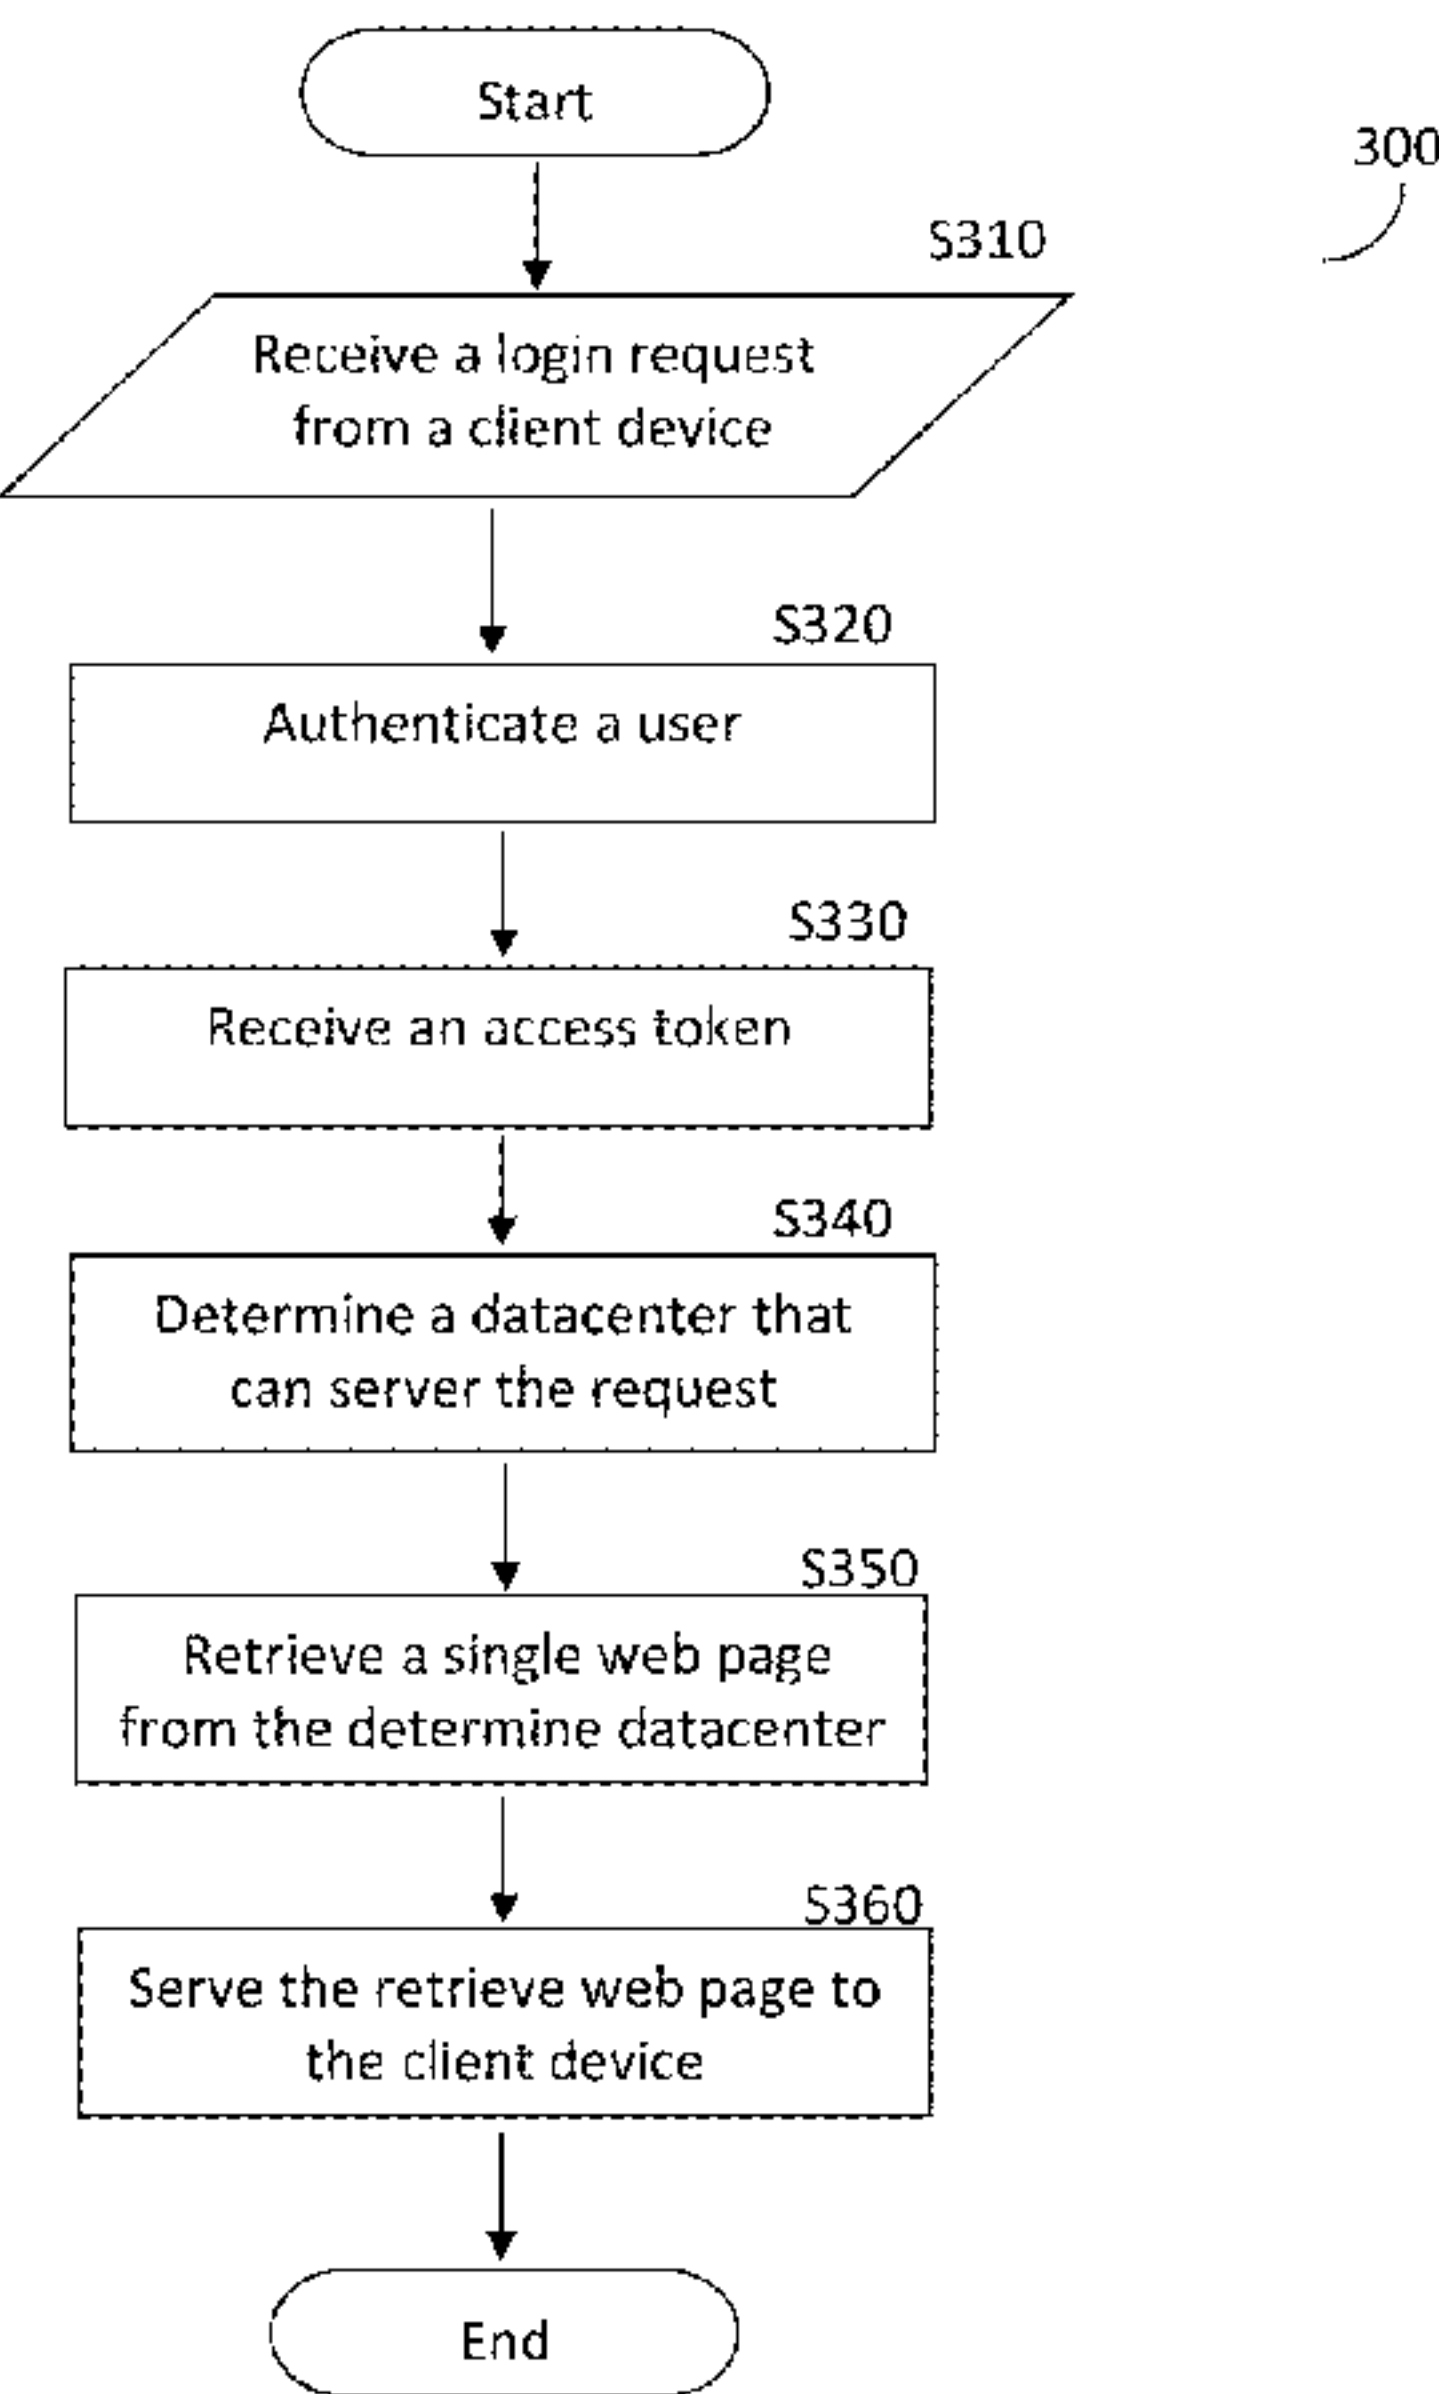 Start
300
S310
Receive a login request
from a client device
S320
Authenticate a user
S330
Receive an access token
S340
Determine a datacenter that
can server the request
S350
Retrieve a single web page
from the determine datacenter
S360
Serve the retrieve web page to
the client device
End